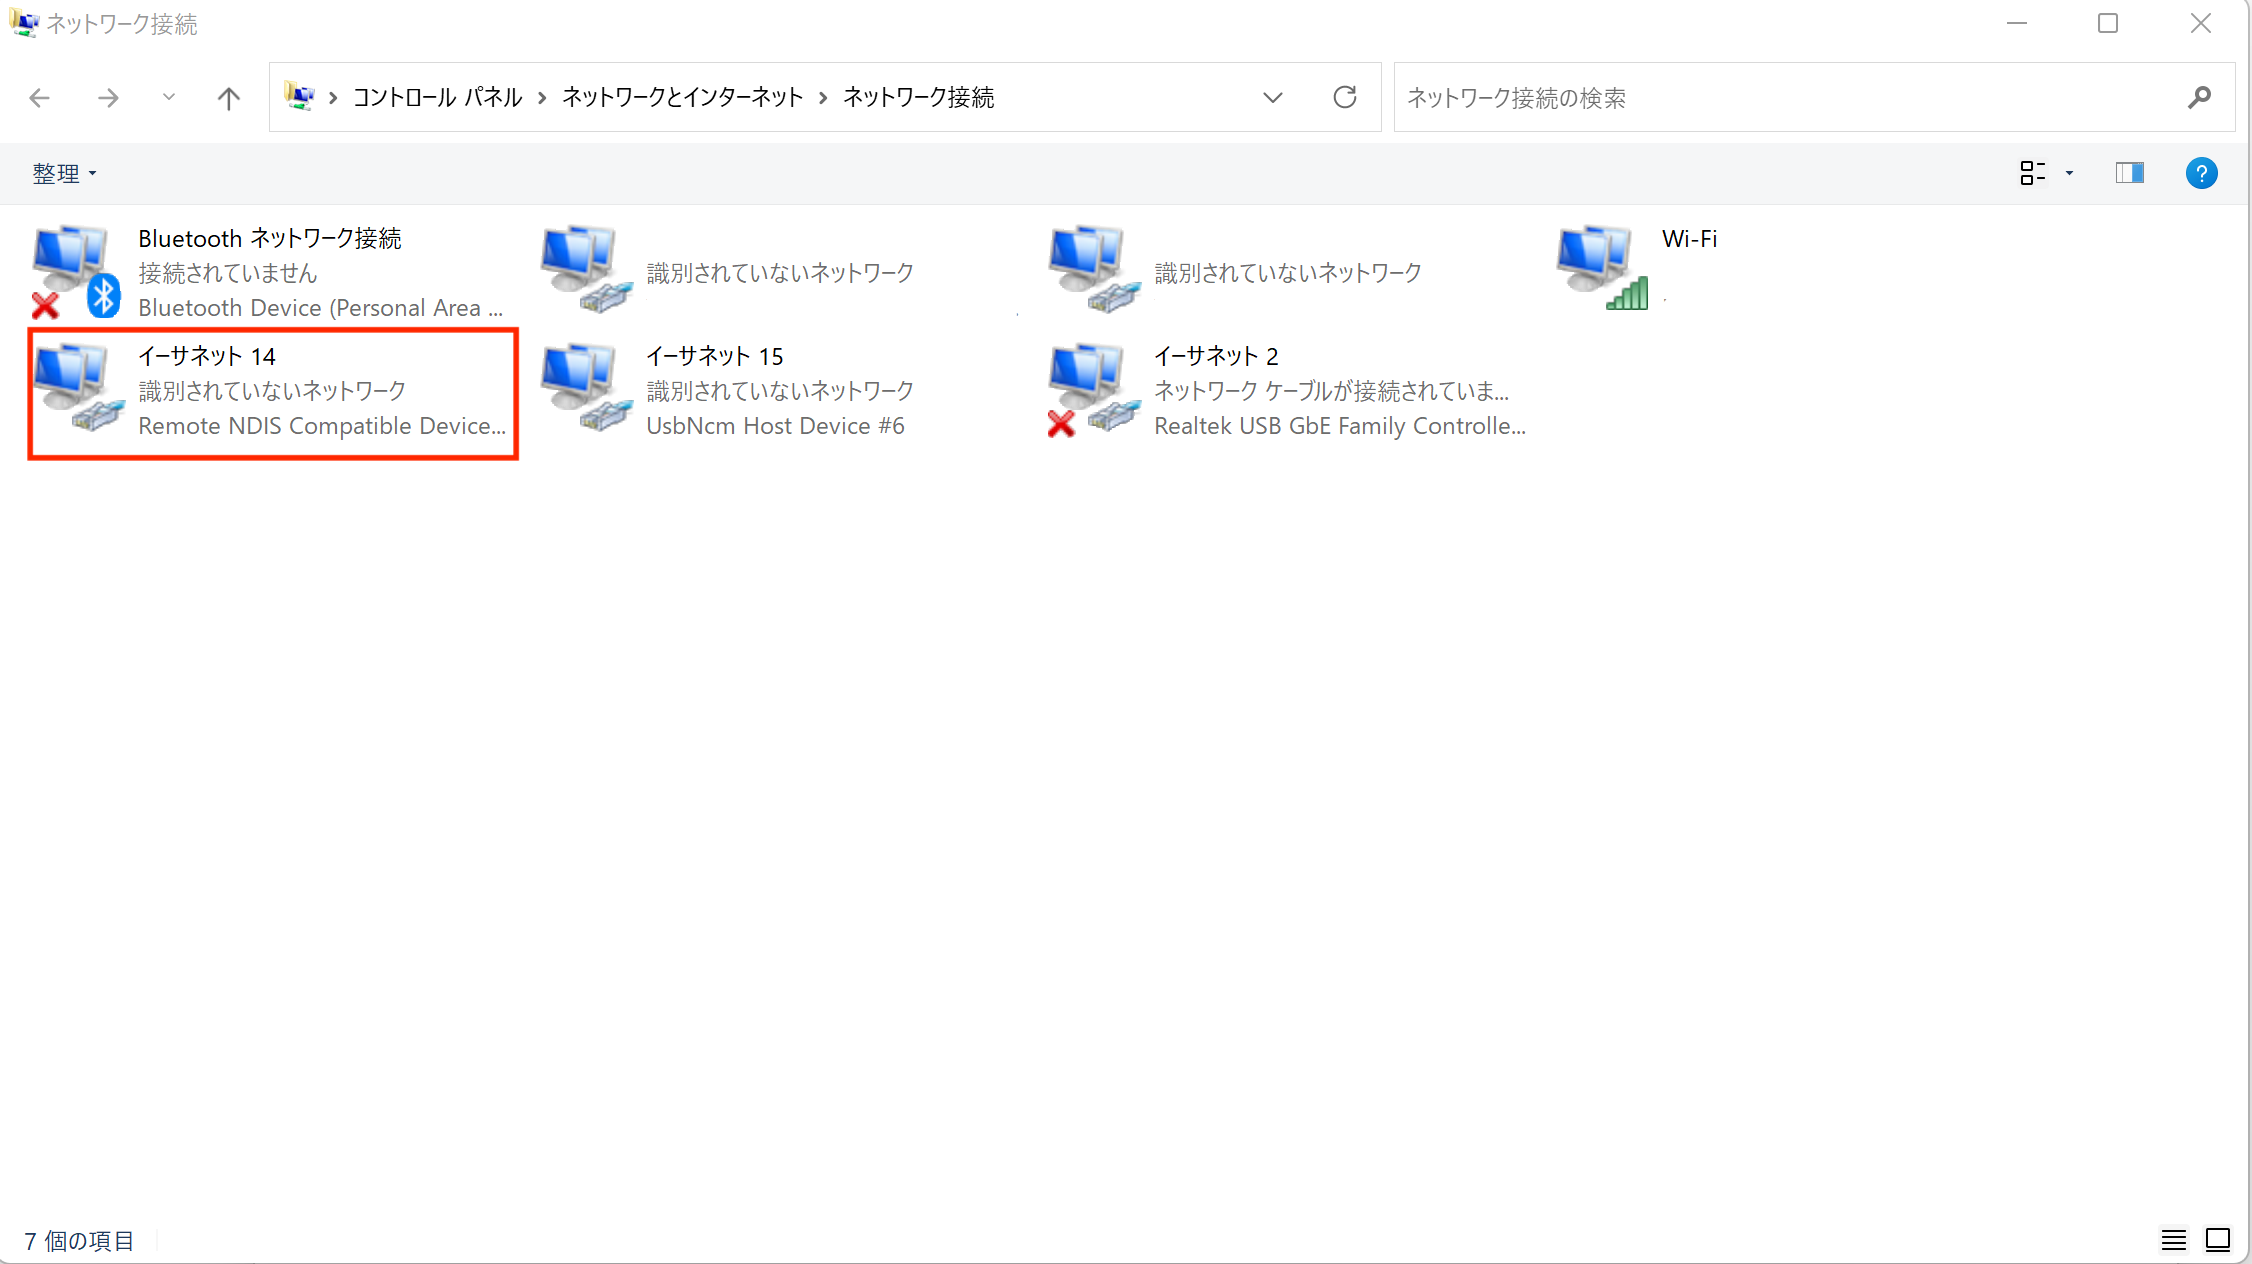 ネットワーク接続
コントロール パネル › ネットワークとインターネット › ネットワーク接続
ネットワーク接続の検索
整理
Bluetooth ネットワーク接続
接続されていません
Bluetooth Device (Personal Area ...
識別されていないネットワーク
識別されていないネットワーク
Wi-Fi
イーサネット 14
識別されていないネットワーク
Remote NDIS Compatible Device...
イーサネット 15
識別されていないネットワーク
UsbNcm Host Device #6
イーサネット 2
ネットワーク ケーブルが接続されていま...
Realtek USB GbE Family Controlle...
7 個の項目